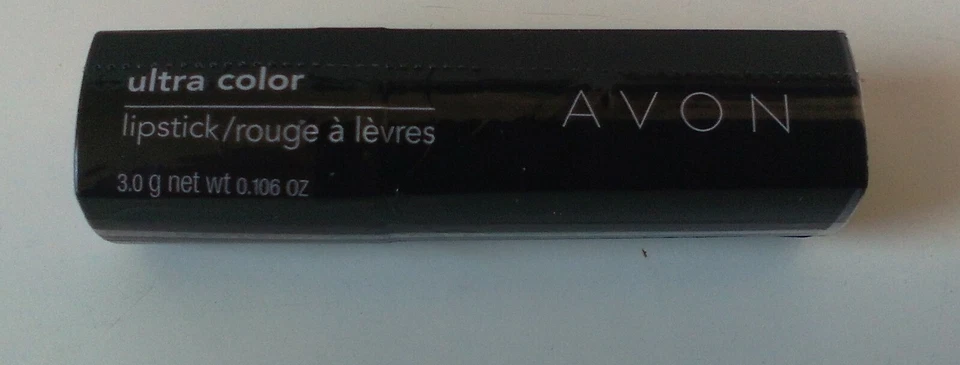 ultra color
lipstick/rouge à lèvres
3.0 g net wt 0.106 OZ
AVON